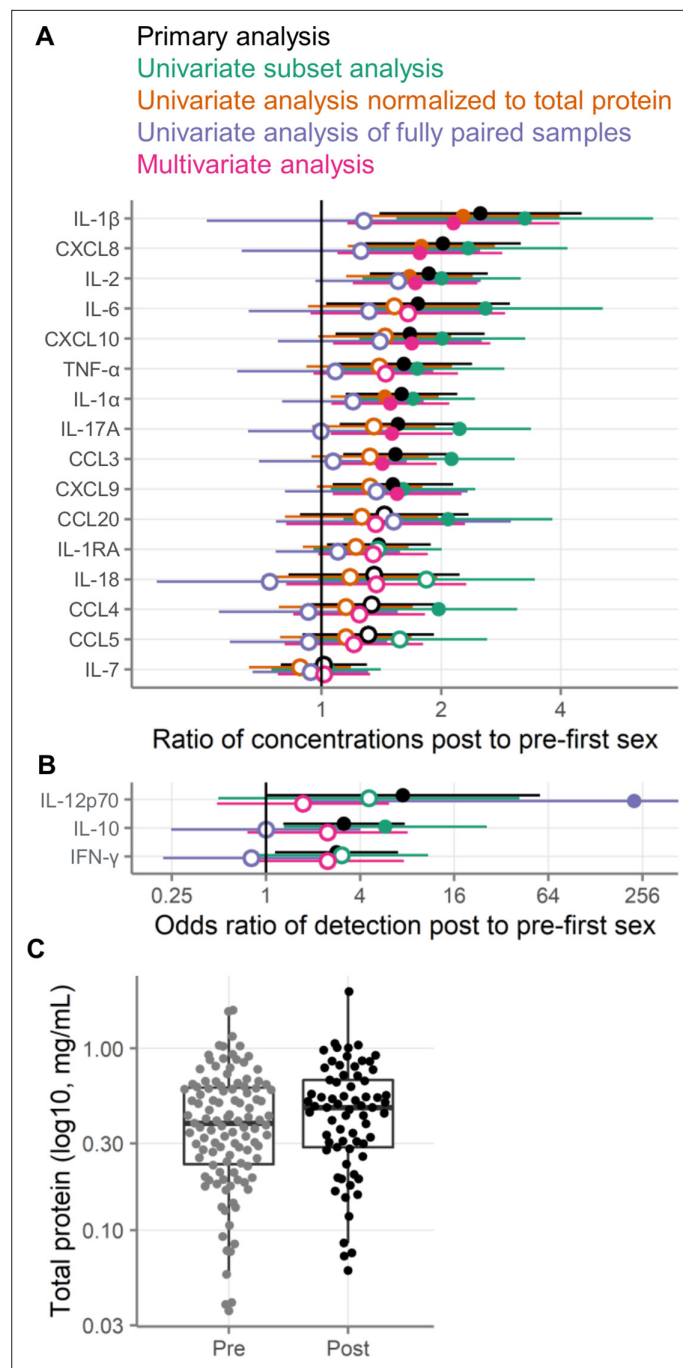 A
Primary analysis
Univariate subset analysis
Univariate analysis normalized to total protein
Univariate analysis of fully paired samples
Multivariate analysis
IL-1β
CXCL8
IL-2
IL-6
CXCL10
TNF-α
IL-1α
IL-17A
CCL3
CXCL9
CCL20
IL-1RA
IL-18
CCL4
CCL5
IL-7
1 2 4
Ratio of concentrations post to pre-first sex
B
IL-12p70
IL-10
IFN-γ
0.25 1 4 16 64 256
Odds ratio of detection post to pre-first sex
C
Total protein (log10, mg/mL)
1.00
0.30
0.10
0.03
Pre Post